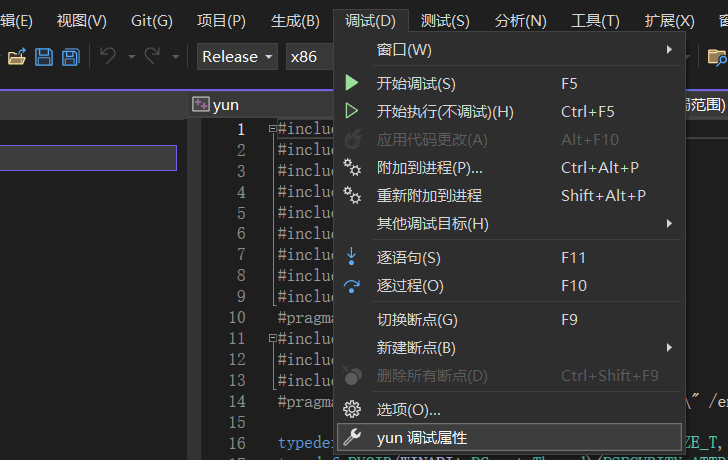 辑(E) 视图(V) Git(G) 项目(P) 生成(B) 调试(D) 测试(S) 分析(N) 工具(T) 扩展(X)
Release x86
窗口(W)
开始调试(S) F5
开始执行(不调试)(H) Ctrl+F5
应用代码更改(A) Alt+F10
附加到进程(P)... Ctrl+Alt+P
重新附加到进程 Shift+Alt+P
其他调试目标(H)
逐语句(S) F11
逐过程(O) F10
切换断点(G) F9
新建断点(B)
删除所有断点(D) Ctrl+Shift+F9
选项(O)...
yun 调试属性
yun 范围)
1 #includ
2 #inclu
3 #inclu
4 #inclu
5 #inclu
6 #inclu
7 #inclu
8 #inclu
9 #inclu
10 #pragma
11 #inclu
12 #inclu
13 #inclu
14 #pragma \" /e
15
16 typedef ZE_T,